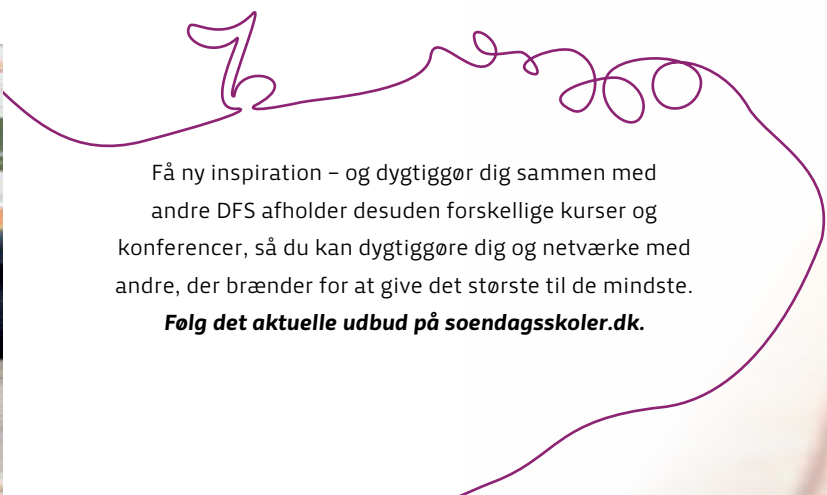 Få ny inspiration – og dygtiggør dig sammen med
andre DFS afholder desuden forskellige kurser og
konferencer, så du kan dygtiggøre dig og netværke med
andre, der brænder for at give det største til de mindste.
Følg det aktuelle udbud på soendagsskoler.dk.